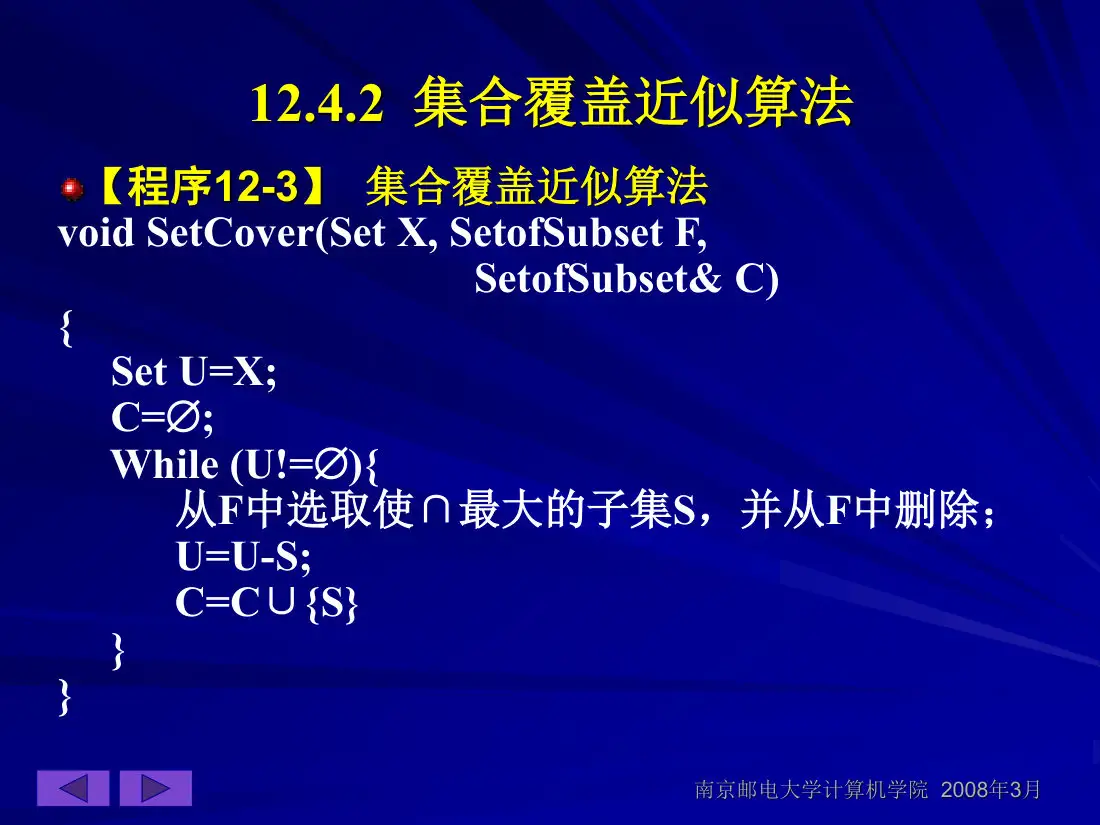 12.4.2 集合覆盖近似算法
【程序12-3】 集合覆盖近似算法
void SetCover(Set X, SetofSubset F,
SetofSubset& C)
{
Set U=X;
C=∅;
While (U!=∅){
从F中选取使∩最大的子集S，并从F中删除；
U=U-S;
C=C∪{S}
}
}
南京邮电大学计算机学院 2008年3月